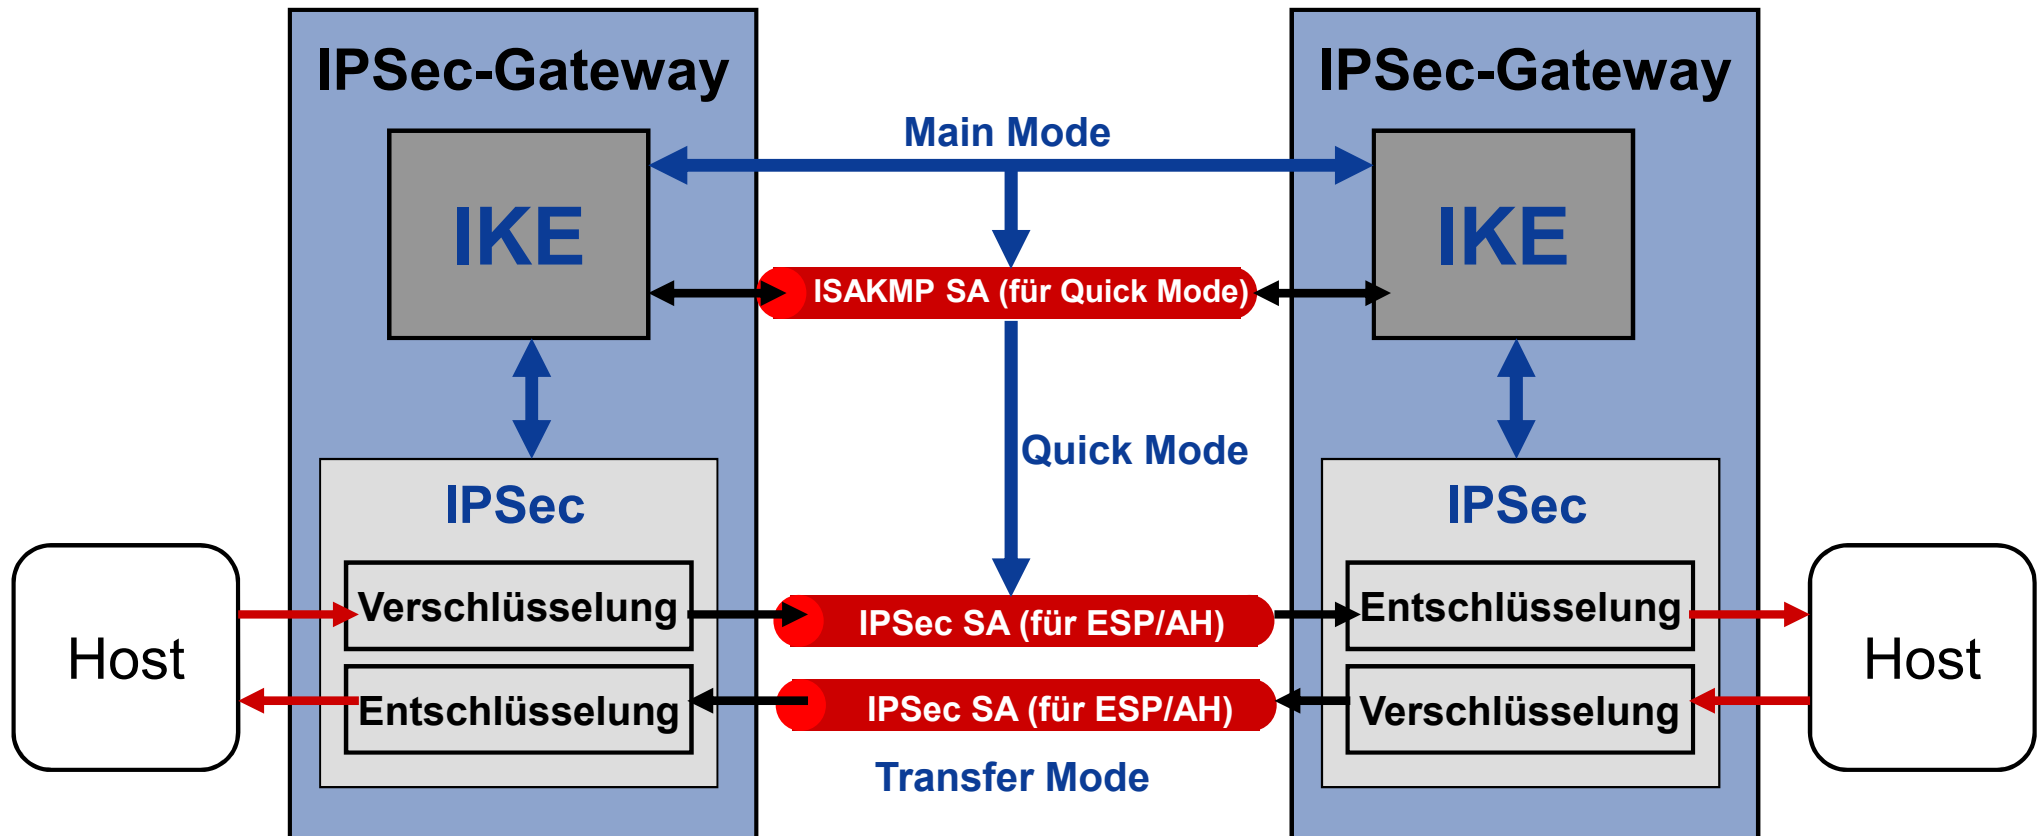 IPSec-Gateway
IPSec-Gateway
Main Mode
IKE
IKE
ISAKMP SA (für Quick Mode)
Quick Mode
IPSec
IPSec
Host
Verschlüsselung
IPSec SA (für ESP/AH)
Entschlüsselung
Host
Entschlüsselung
IPSec SA (für ESP/AH)
Verschlüsselung
Transfer Mode